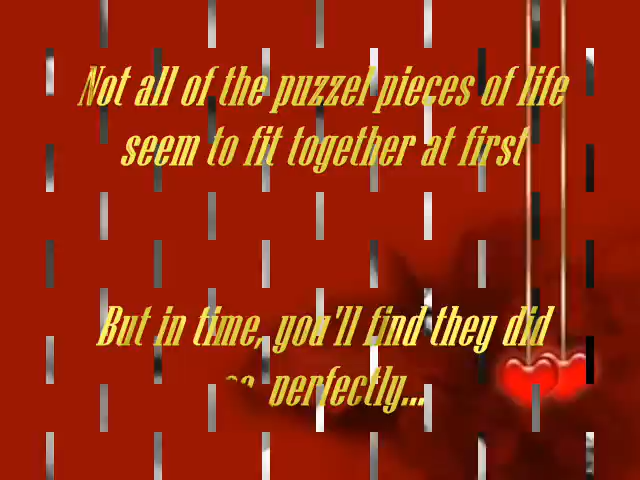 Not all of the puzzel pieces of life
seem to fit together at first
But in time, you'll find they did
so perfectly...